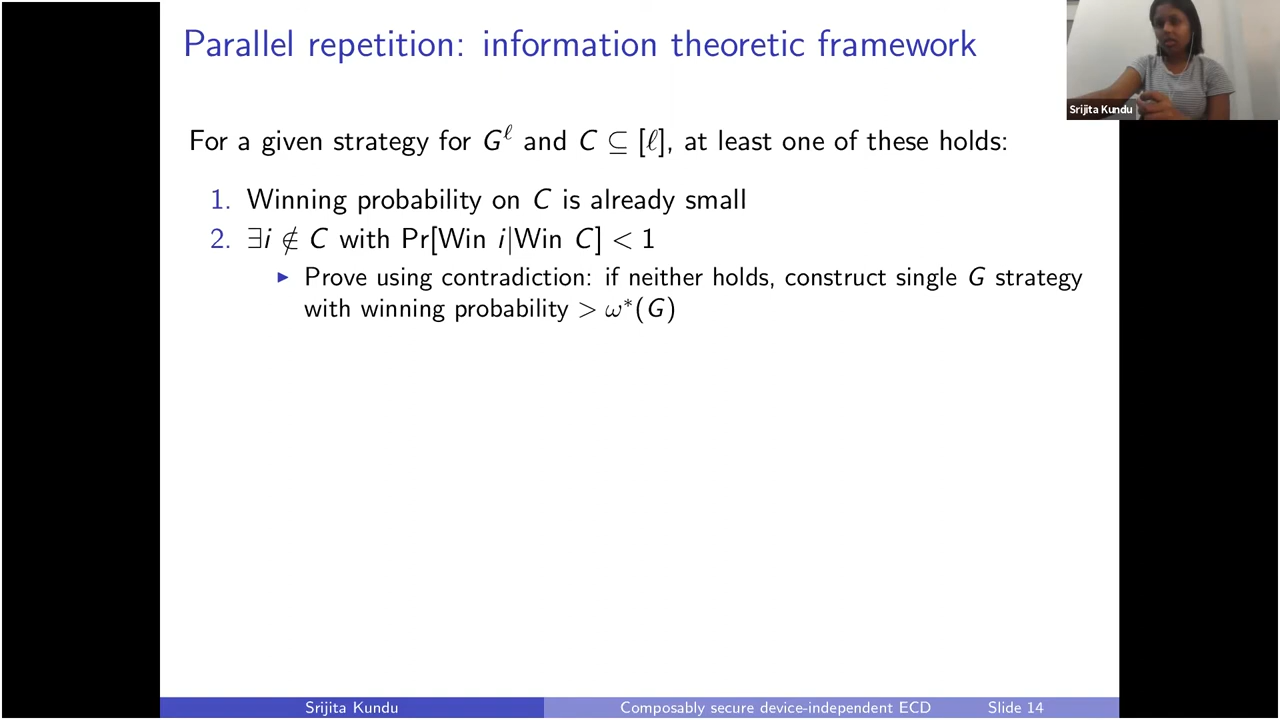 Parallel repetition: information theoretic framework
Srijita Kundu
For a given strategy for G^ℓ and C ⊆ [ℓ], at least one of these holds:
1. Winning probability on C is already small
2. ∃i ∉ C with Pr[Win i|Win C] < 1
▶ Prove using contradiction: if neither holds, construct single G strategy
with winning probability > ω*(G)
Srijita Kundu Composably secure device-independent ECD Slide 14